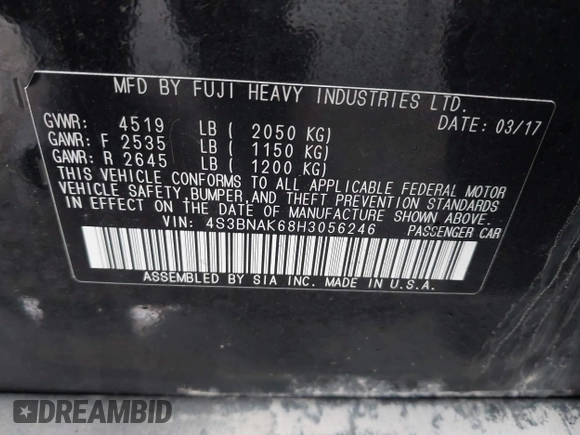 MFD BY FUJI HEAVY INDUSTRIES LTD.
GVWR: 4519 LB ( 2050 KG) DATE: 03/17
GAWR: F 2535 LB ( 1150 KG)
GAWR: R 2645 LB ( 1200 KG)
THIS VEHICLE CONFORMS TO ALL APPLICABLE FEDERAL MOTOR
VEHICLE SAFETY, BUMPER, AND THEFT PREVENTION STANDARDS
IN EFFECT ON THE DATE OF MANUFACTURE SHOWN ABOVE.
VIN: 4S3BNAK68H3056246 PASSENGER CAR
ASSEMBLED BY SIA INC. MADE IN U.S.A.
DREAMBID